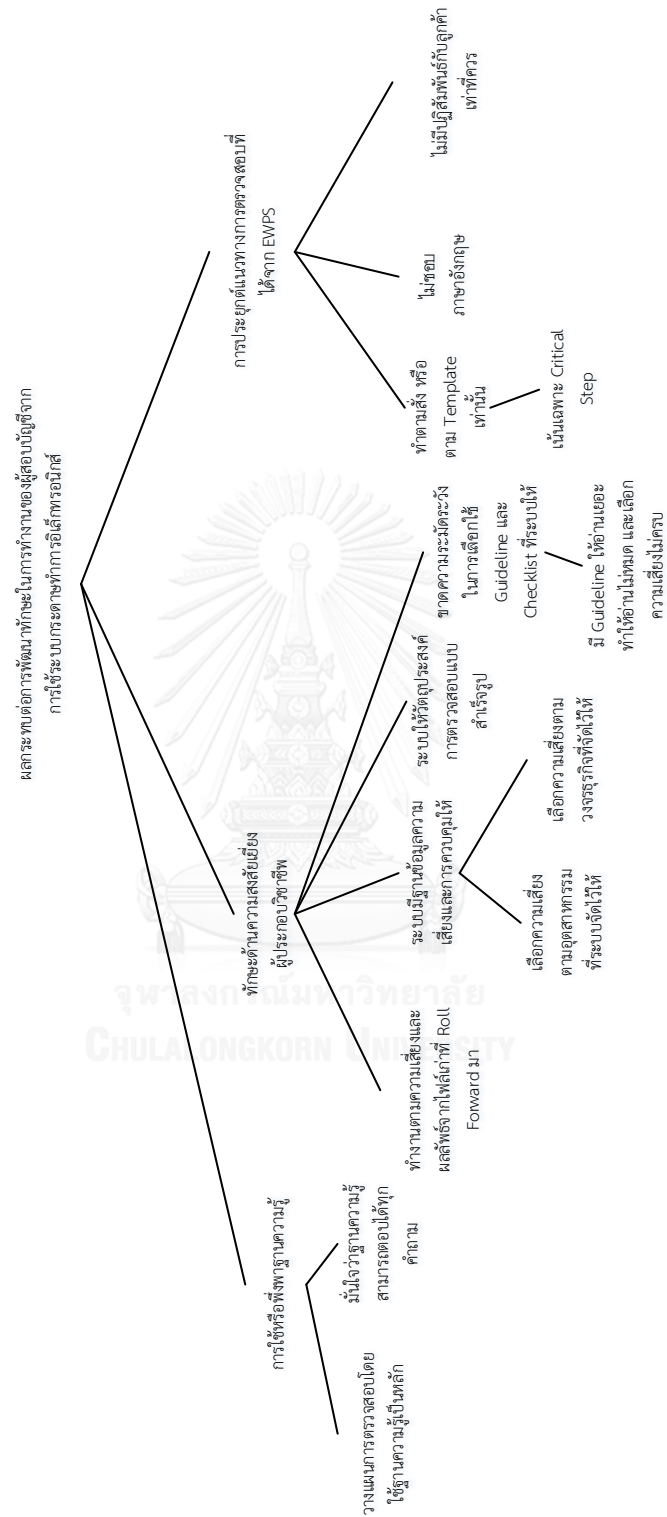 ผลกระทบต่อการพัฒนาทักษะในการทำงานของผู้สอบบัญชีจาก
การใช้ระบบกระดาษทำการอิเล็กทรอนิกส์
การใช้หรือพึ่งพาฐานความรู้
วางแผนการตรวจสอบโดย
ใช้ฐานความรู้เป็นหลัก
มั่นใจว่าฐานความรู้
สามารถตอบได้ทุก
คำถาม
ทักษะด้านความสงสัยเยี่ยง
ผู้ประกอบวิชาชีพ
ทำงานตามความเสี่ยงและ
ผลลัพธ์จากไฟล์เก่าที่ Roll
Forward มา
ระบบมีฐานข้อมูลความ
เสี่ยงและการควบคุมให้
เลือกความเสี่ยง
ตามอุตสาหกรรม
ที่ระบบจัดไว้ให้
เลือกความเสี่ยงตาม
วงจรธุรกิจที่จัดไว้ให้
ระบบให้วัตถุประสงค์
การตรวจสอบแบบ
สำเร็จรูป
ขาดความระมัดระวัง
ในการเลือกใช้
Guideline และ
Checklist ที่ระบบให้
มี Guideline ให้อ่านเยอะ
ทำให้อ่านไม่หมด และเลือก
ความเสี่ยงไม่ครบ
การประยุกต์แนวทางการตรวจสอบที่
ได้จาก EWPS
ทำตามสั่ง หรือ
ตาม Template
เท่านั้น
เน้นเฉพาะ Critical
Step
ไม่ชอบ
ภาษาอังกฤษ
ไม่มีปฏิสัมพันธ์กับลูกค้า
เท่าที่ควร
จุฬาลงกรณ์มหาวิทยาลัย
CHULALONGKORN UNIVERSITY